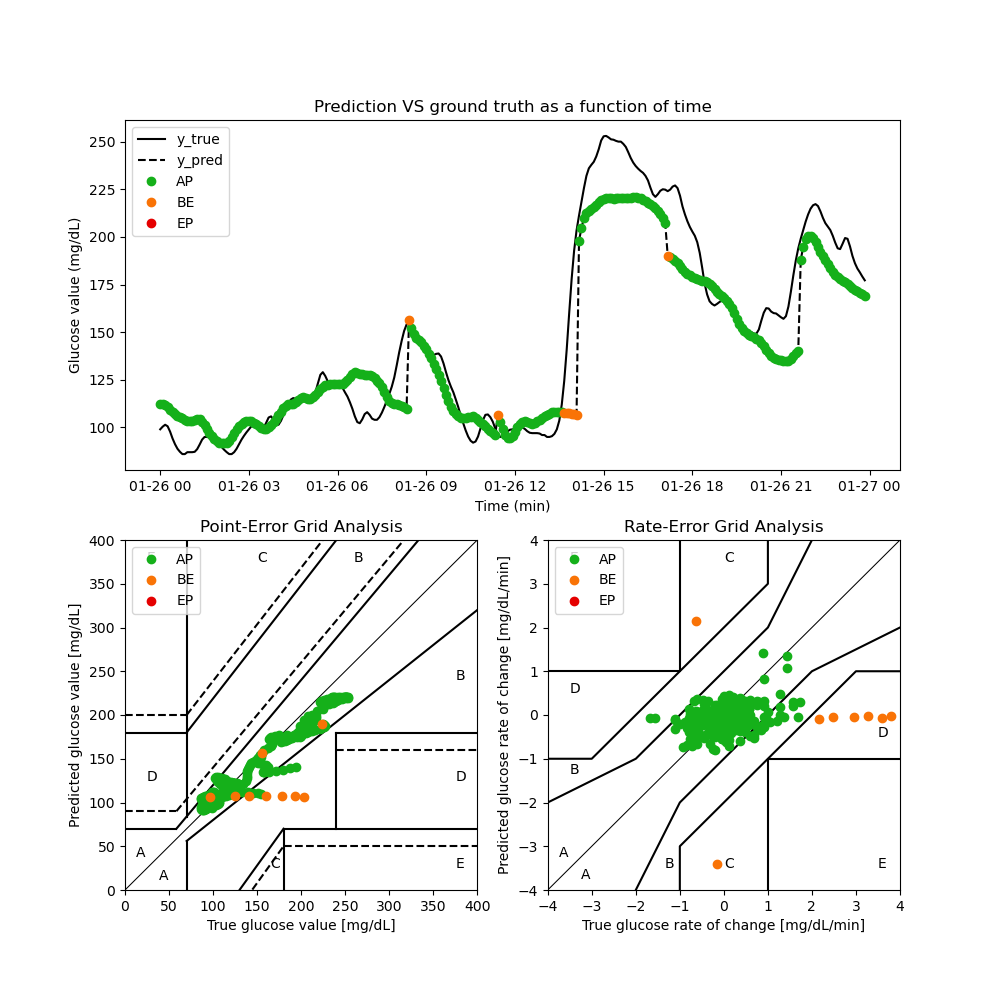 Prediction VS ground truth as a function of time
Glucose value (mg/dL)
250
225
200
175
150
125
100
y_true
y_pred
AP
BE
EP
01-26 00 01-26 03 01-26 06 01-26 09 01-26 12 01-26 15 01-26 18 01-26 21 01-27 00
Time (min)
Point-Error Grid Analysis
Predicted glucose value [mg/dL]
400
350
300
250
200
150
100
50
0
AP
BE
EP
C
B
B
D
D
A
A
C
E
0 50 100 150 200 250 300 350 400
True glucose value [mg/dL]
Rate-Error Grid Analysis
Predicted glucose rate of change [mg/dL/min]
4
3
2
1
0
−1
−2
−3
−4
AP
BE
EP
C
D
D
B
A
A
B
C
E
−4 −3 −2 −1 0 1 2 3 4
True glucose rate of change [mg/dL/min]